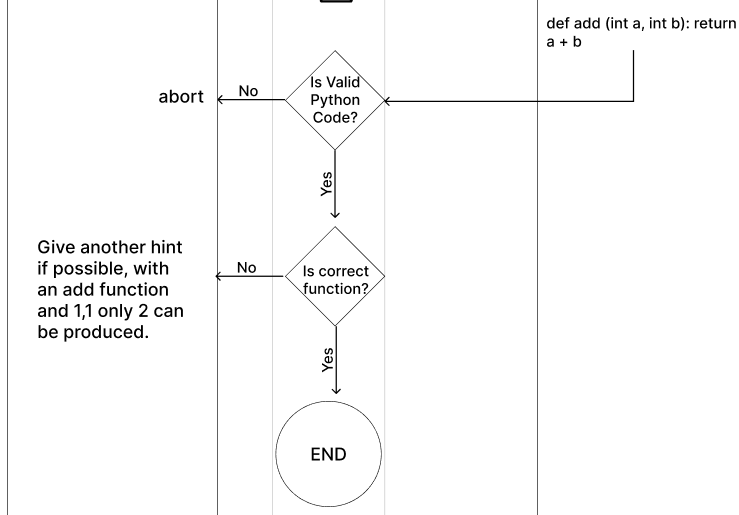 def add (int a, int b): return
a + b
Is Valid
Python
Code?
No
abort
Yes
Is correct
function?
No
Give another hint
if possible, with
an add function
and 1,1 only 2 can
be produced.
Yes
END